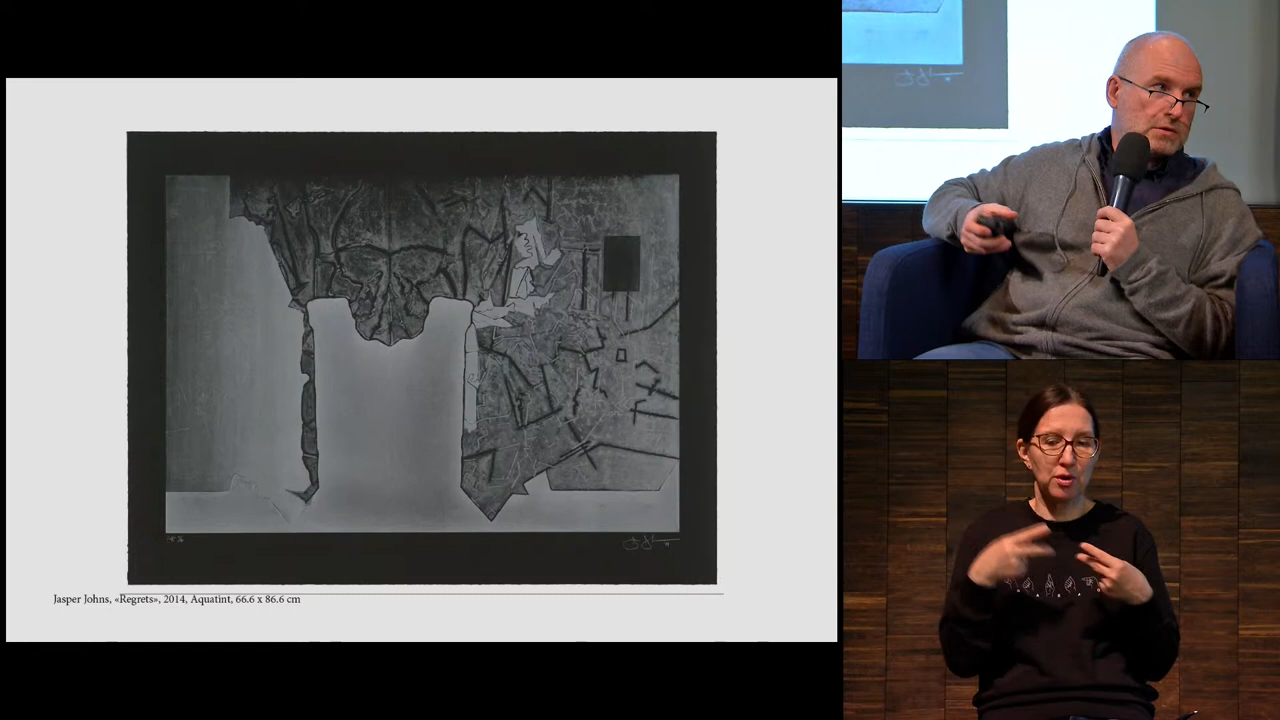 Jasper Johns, «Regrets», 2014, Aquatint, 66.6 x 86.6 cm